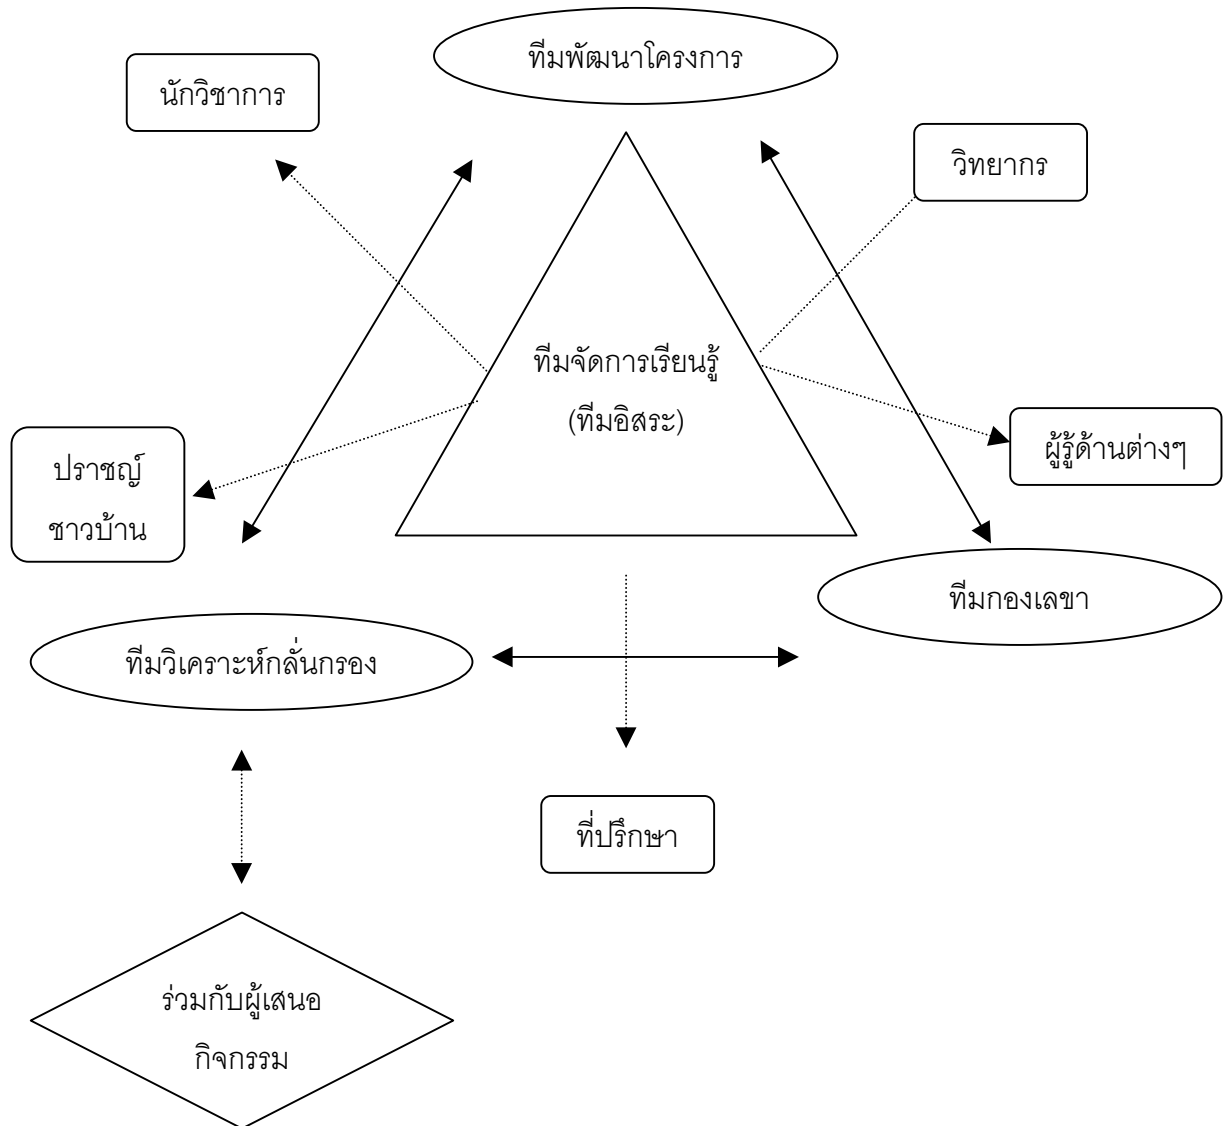 ทีมพัฒนาโครงการ
นักวิชาการ
วิทยากร
ทีมจัดการเรียนรู้
(ทีมอิสระ)
ผู้รู้ด้านต่างๆ
ปราชญ์
ชาวบ้าน
ทีมกองเลขา
ทีมวิเคราะห์กลั่นกรอง
ที่ปรึกษา
ร่วมกับผู้เสนอ
กิจกรรม